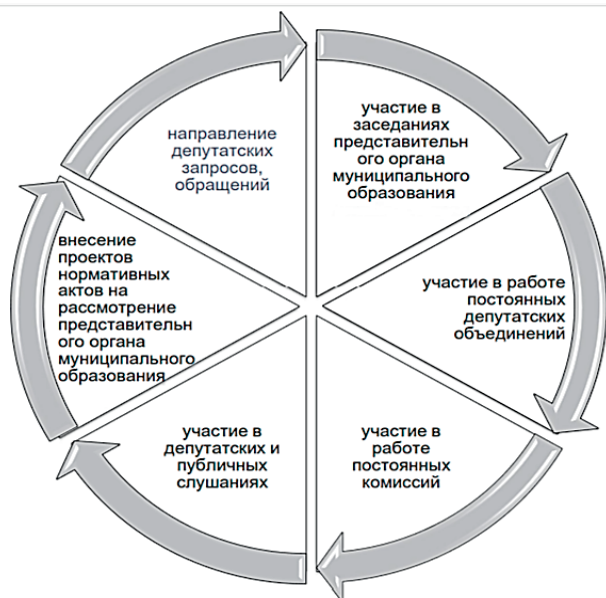 участие в
заседаниях
представительн
ого органа
муниципального
образования
участие в работе
постоянных
депутатских
объединений
участие в
работе
постоянных
комиссий
участие в
депутатских и
публичных
слушаниях
внесение
проектов
нормативных
актов на
рассмотрение
представительн
ого органа
муниципального
образования
направление
депутатских
запросов,
обращений